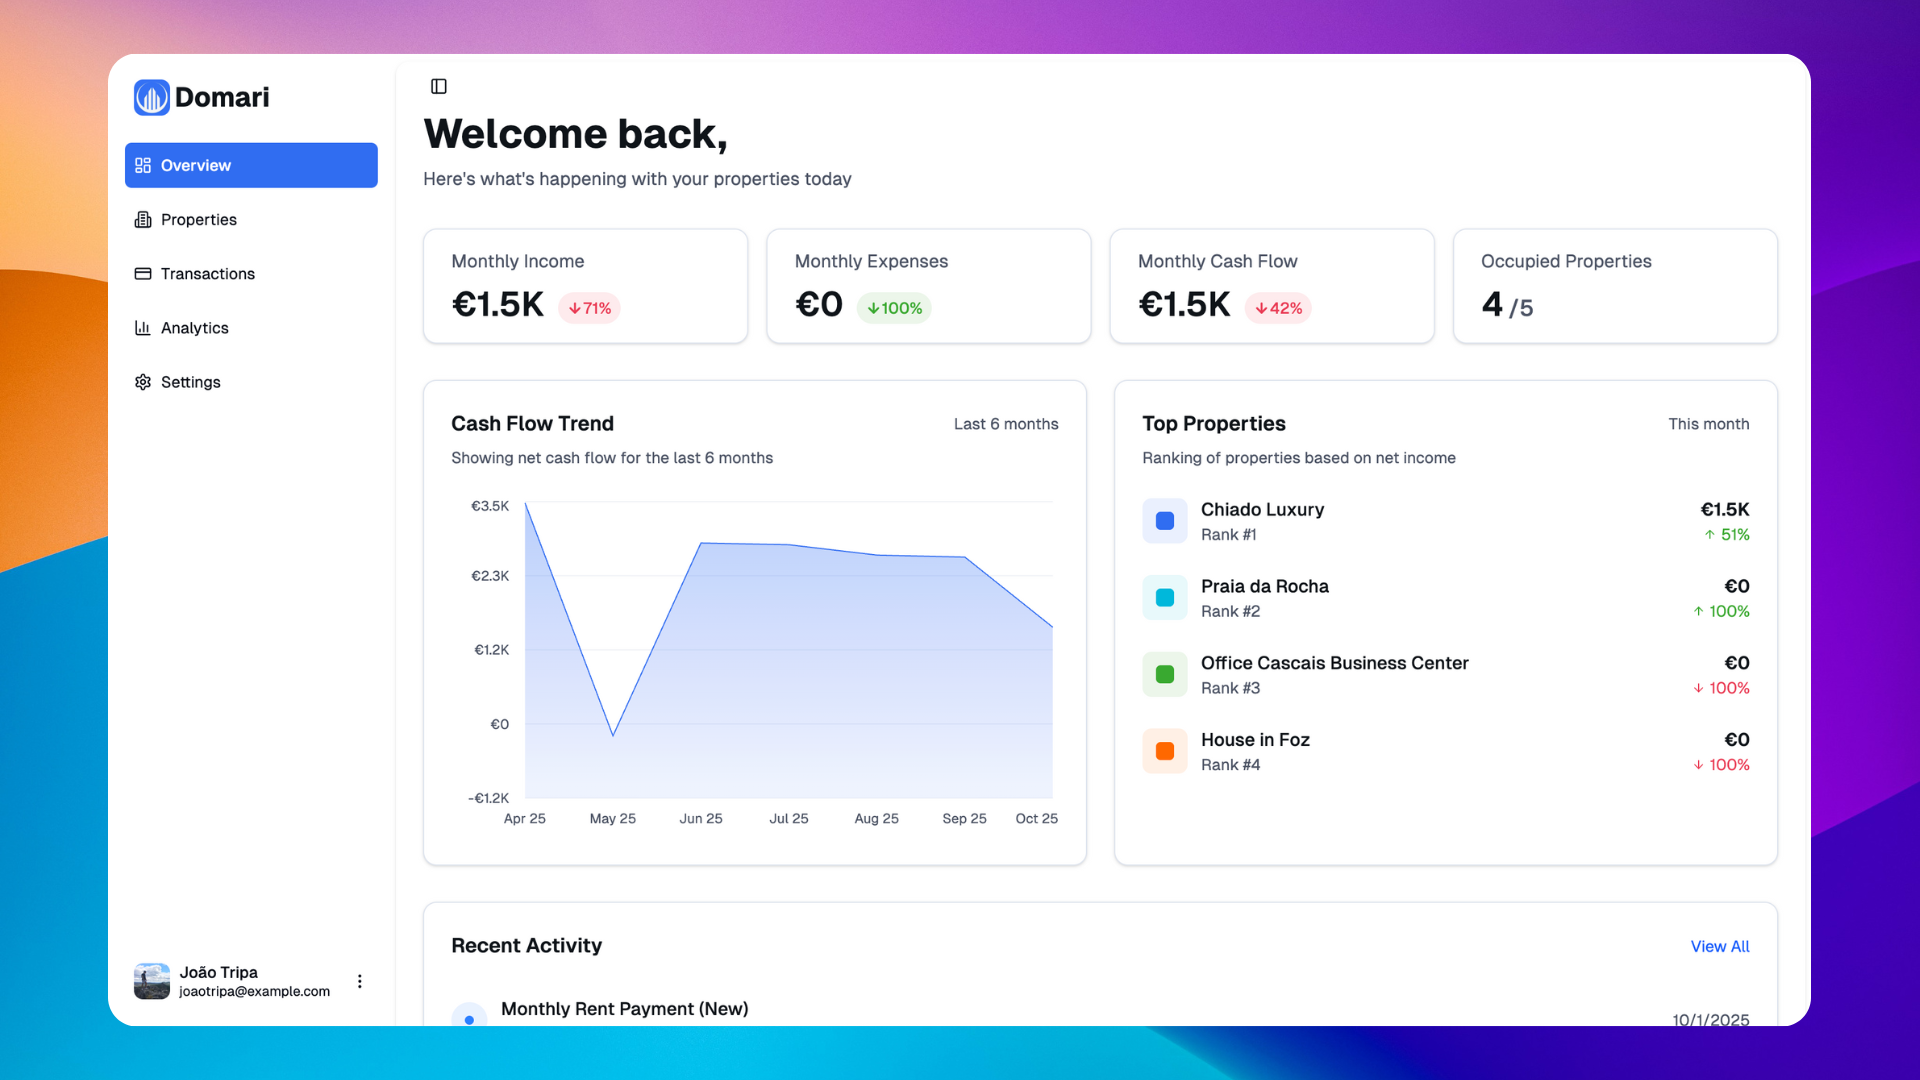 Domari
Overview
Properties
Transactions
Analytics
Settings
João Tripa
joaotripa@example.com
Welcome back,
Here's what's happening with your properties today
Monthly Income
€1.5K ↓71%
Monthly Expenses
€0 ↓100%
Monthly Cash Flow
€1.5K ↓42%
Occupied Properties
4 /5
Cash Flow Trend
Last 6 months
Showing net cash flow for the last 6 months
€3.5K
€2.3K
€1.2K
€0
-€1.2K
Apr 25 May 25 Jun 25 Jul 25 Aug 25 Sep 25 Oct 25
Top Properties
This month
Ranking of properties based on net income
Chiado Luxury €1.5K
Rank #1 ↑ 51%
Praia da Rocha €0
Rank #2 ↑ 100%
Office Cascais Business Center €0
Rank #3 ↓ 100%
House in Foz €0
Rank #4 ↓ 100%
Recent Activity
View All
Monthly Rent Payment (New)
10/1/2025